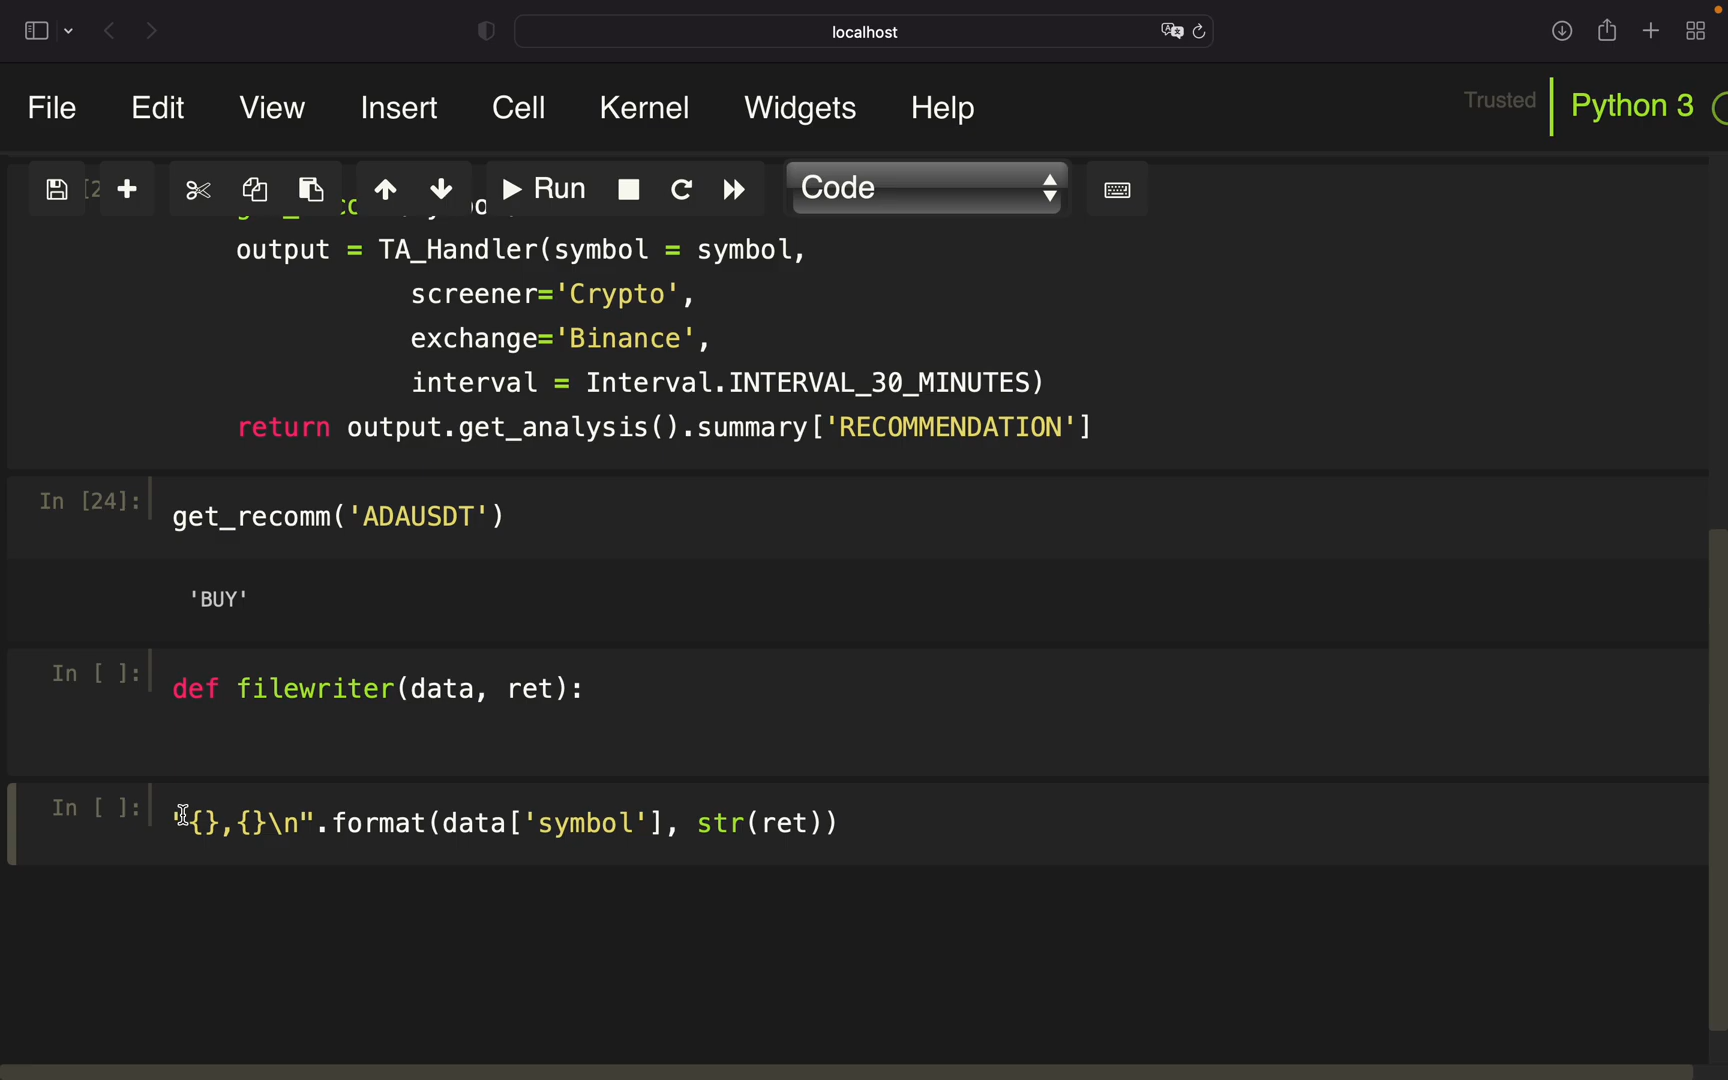 localhost
File Edit View Insert Cell Kernel Widgets Help Trusted Python 3
Run Code
output = TA_Handler(symbol = symbol,
screener='Crypto',
exchange='Binance',
interval = Interval.INTERVAL_30_MINUTES)
return output.get_analysis().summary['RECOMMENDATION']
In [24]: get_recomm('ADAUSDT')
'BUY'
In [ ]: def filewriter(data, ret):
In [ ]: "{},{}\n".format(data['symbol'], str(ret))